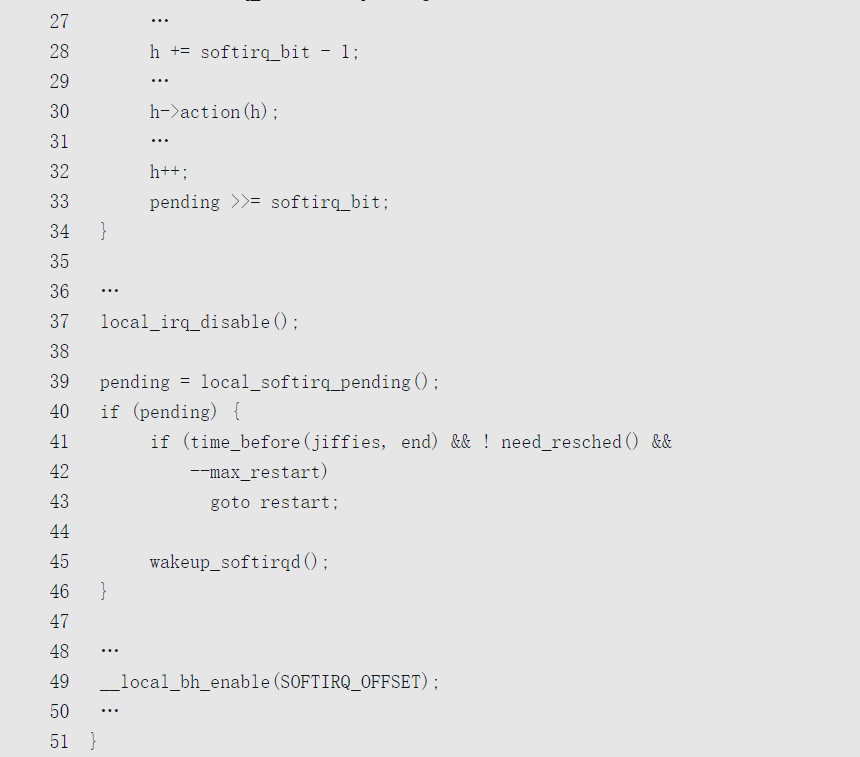 27 …
28 h += softirq_bit - 1;
29 …
30 h->action(h);
31 …
32 h++;
33 pending >>= softirq_bit;
34 }
35
36 …
37 local_irq_disable();
38
39 pending = local_softirq_pending();
40 if (pending) {
41 if (time_before(jiffies, end) && ! need_resched() &&
42 --max_restart)
43 goto restart;
44
45 wakeup_softirqd();
46 }
47
48 …
49 __local_bh_enable(SOFTIRQ_OFFSET);
50 …
51 }